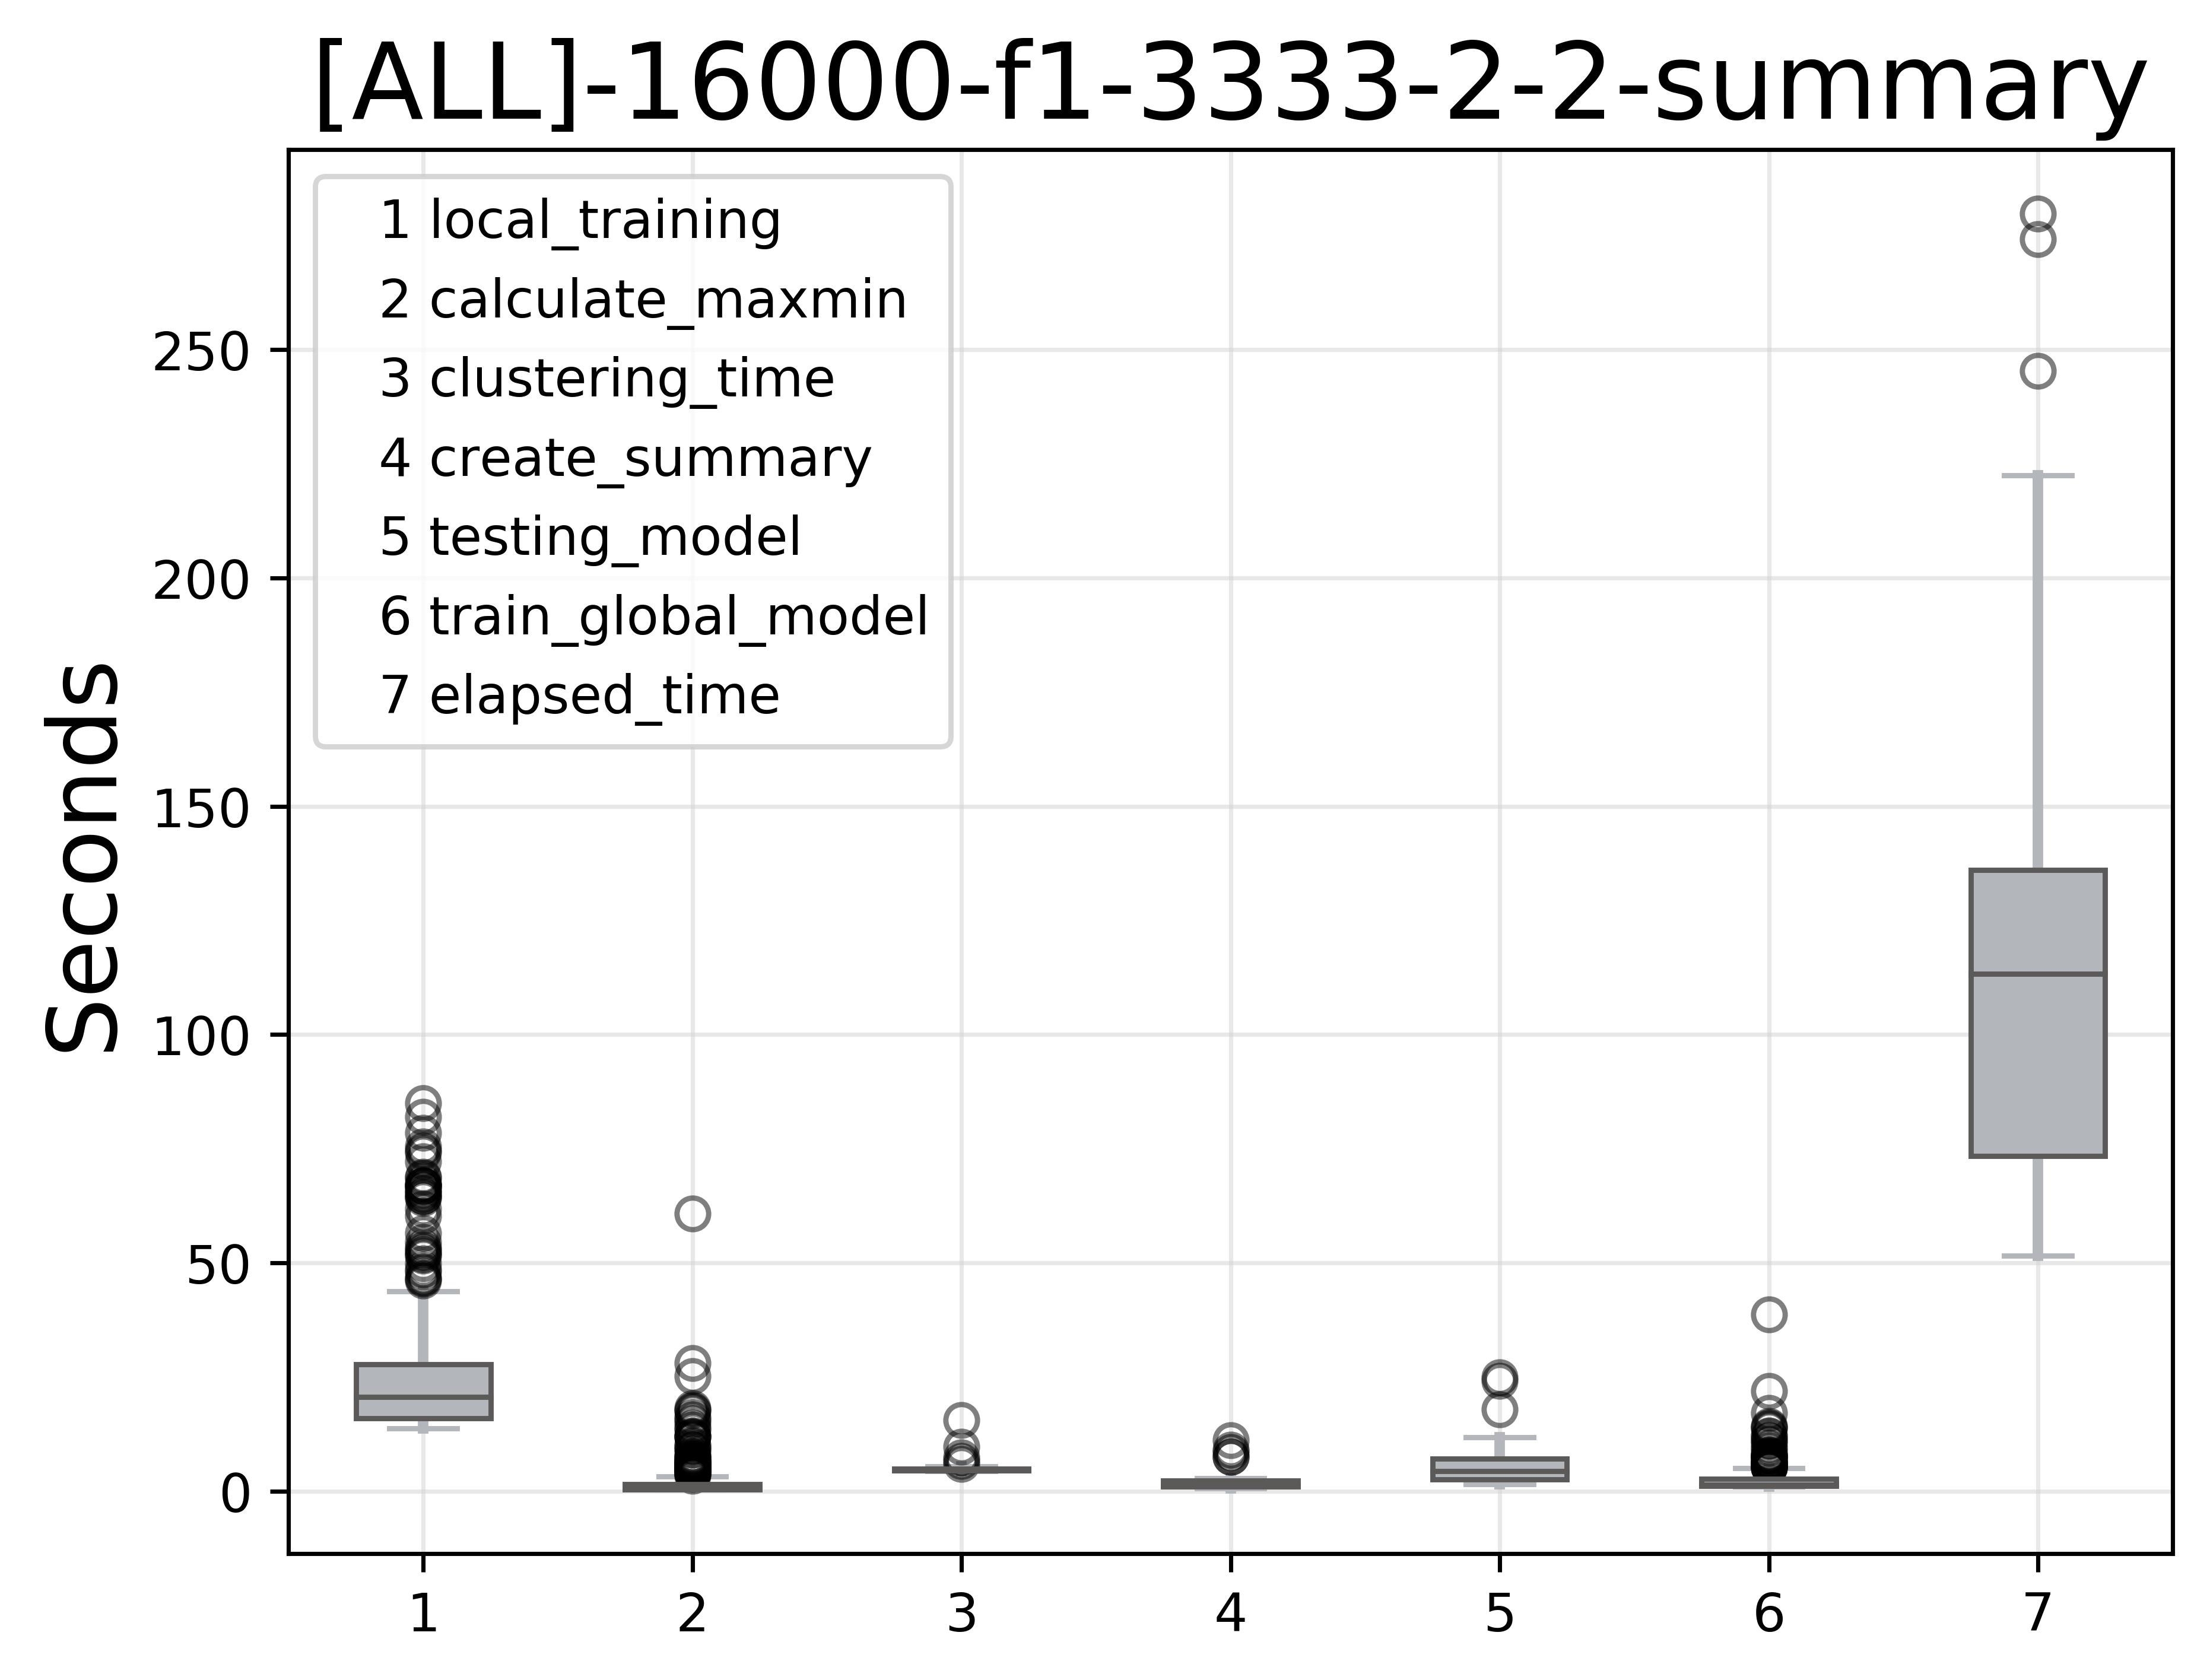 [ALL]-16000-f1-3333-2-2-summary
1 local_training
2 calculate_maxmin
3 clustering_time
4 create_summary
5 testing_model
6 train_global_model
7 elapsed_time
Seconds
250
200
150
100
50
0
1 2 3 4 5 6 7